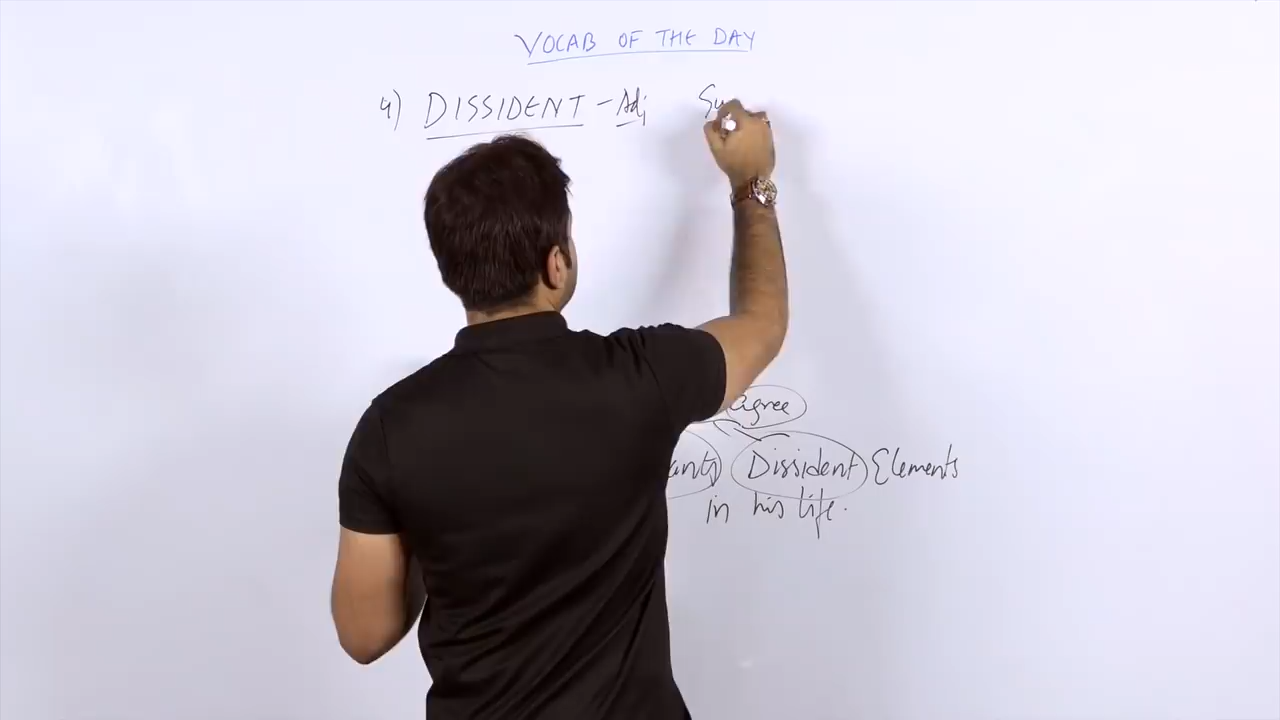 VOCAB OF THE DAY
4) DISSIDENT - Adj
agree
Dissident Elements
in his life.